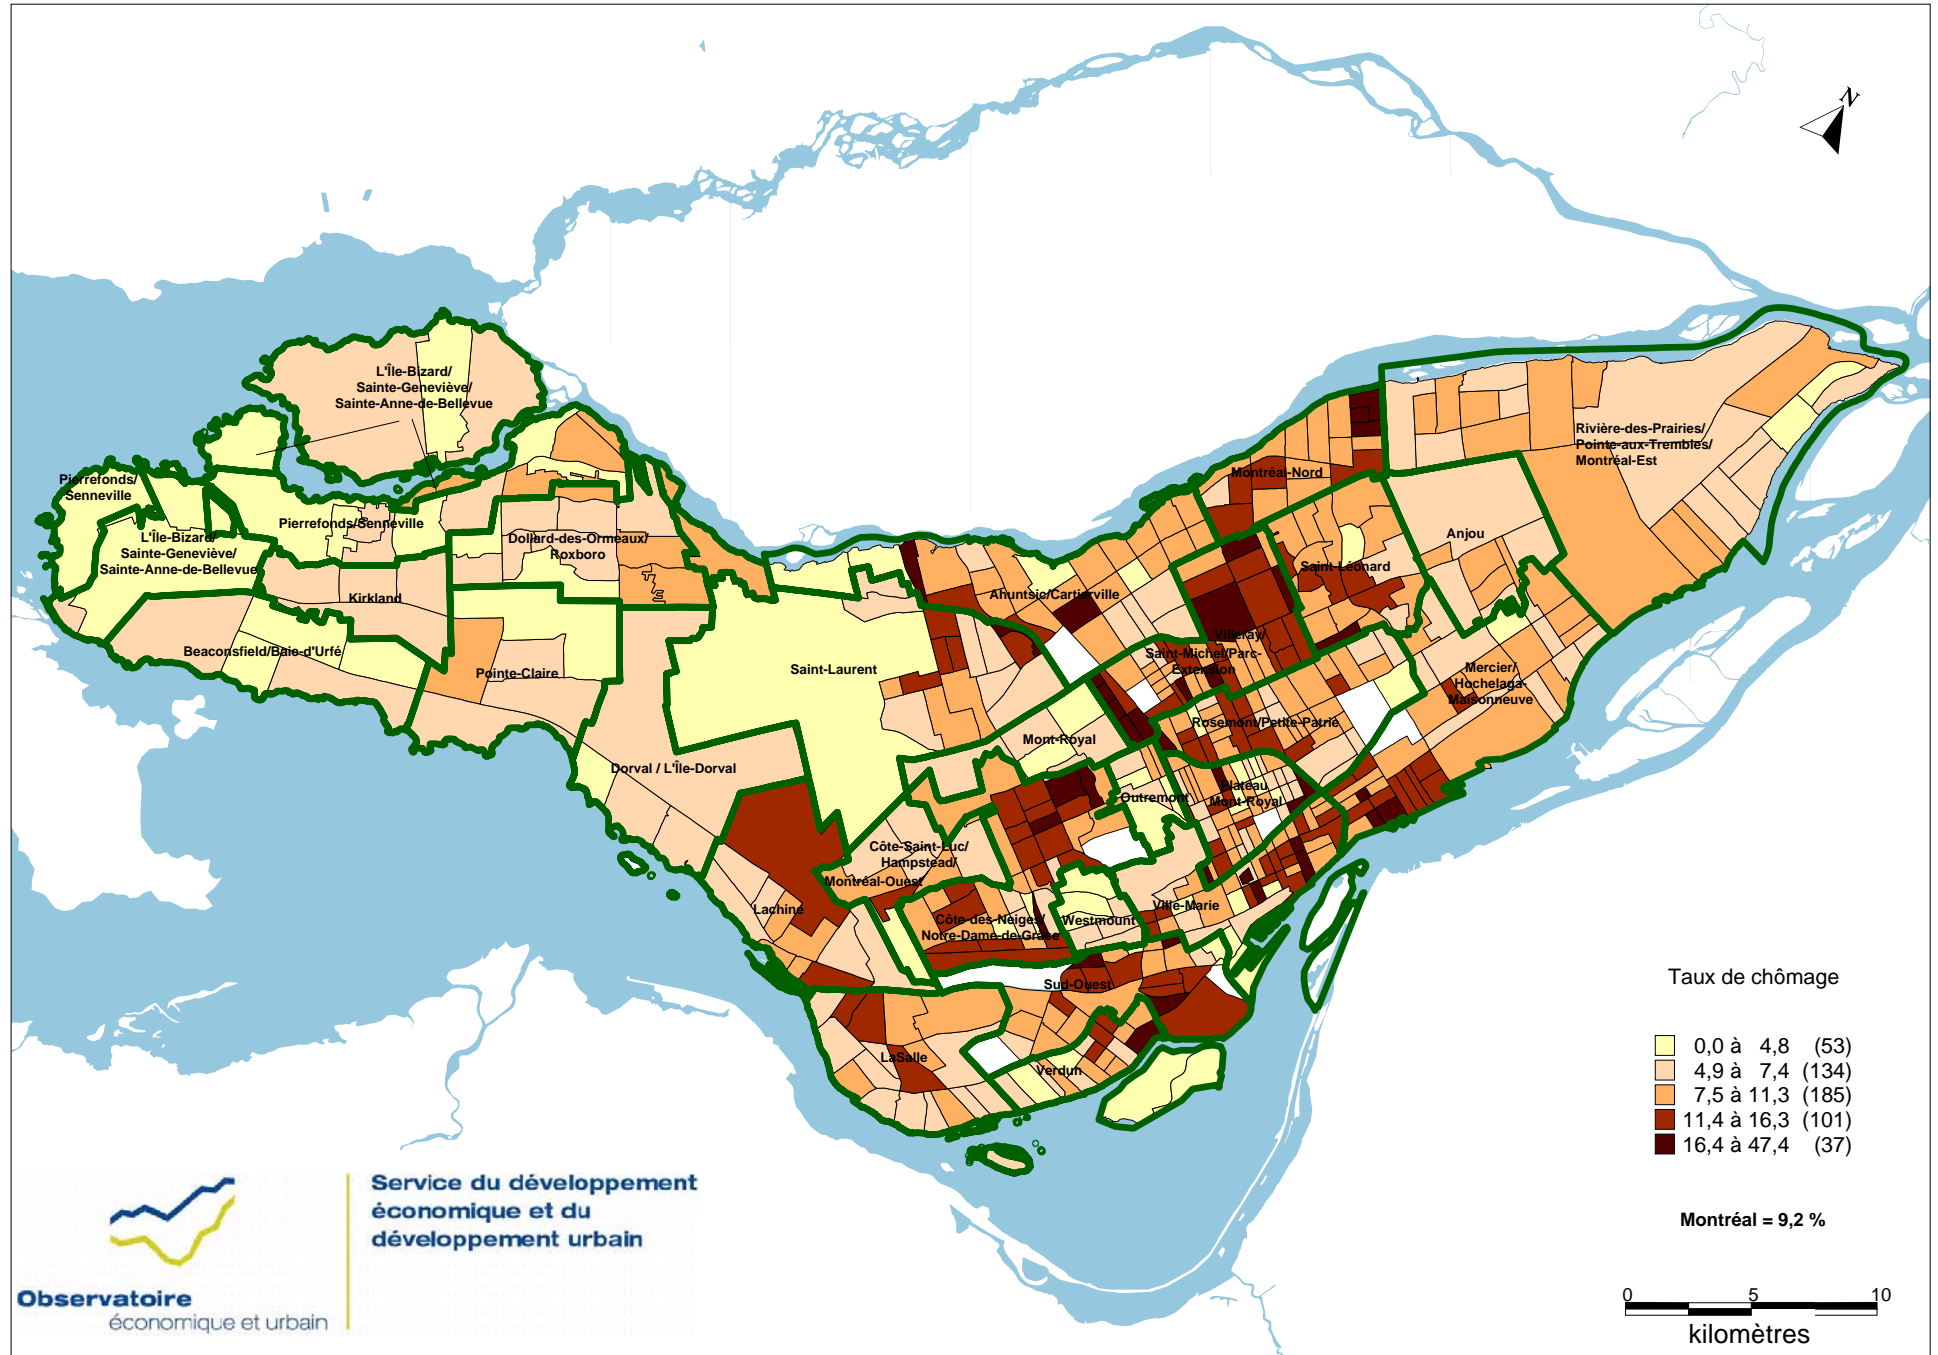 N
L'Île-Bizard/
Sainte-Geneviève/
Sainte-Anne-de-Bellevue
Pierrefonds/
Senneville
Pierrefonds/Senneville
L'Île-Bizard/
Sainte-Geneviève/
Sainte-Anne-de-Bellevue
Dollard-des-Ormeaux/
Roxboro
Kirkland
Beaconsfield/Baie-d'Urfé
Pointe-Claire
Dorval / L'Île-Dorval
Saint-Laurent
Ahuntsic/Cartierville
Montréal-Nord
Rivière-des-Prairies/
Pointe-aux-Trembles/
Montréal-Est
Anjou
Saint-Léonard
Villeray/
Saint-Michel/Parc-
Extension
Mercier/
Hochelaga-
Maisonneuve
Rosemont/Petite-Patrie
Mont-Royal
Outremont
Plateau
Mont-Royal
Côte-Saint-Luc/
Hampstead/
Montréal-Ouest
Lachine
Côte-des-Neiges/
Notre-Dame-de-Grâce
Westmount
Ville-Marie
Sud-Ouest
LaSalle
Verdun
Taux de chômage
0,0 à 4,8 (53)
4,9 à 7,4 (134)
7,5 à 11,3 (185)
11,4 à 16,3 (101)
16,4 à 47,4 (37)
Montréal = 9,2 %
0 5 10
kilomètres
Service du développement
économique et du
développement urbain
Observatoire
économique et urbain